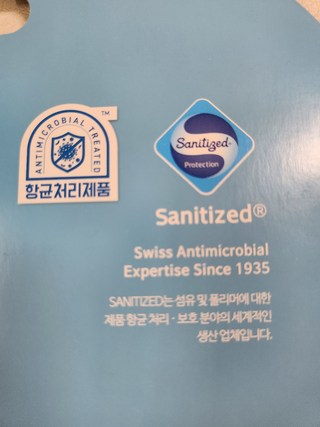 ANTIMICROBIAL TREATED
TM
항균처리제품
Sanitized
Protection
Sanitized®
Swiss Antimicrobial
Expertise Since 1935
SANITIZED는 섬유 및 폴리머에 대한
제품 항균 처리 - 보호 분야의 세계적인
생산 업체입니다.